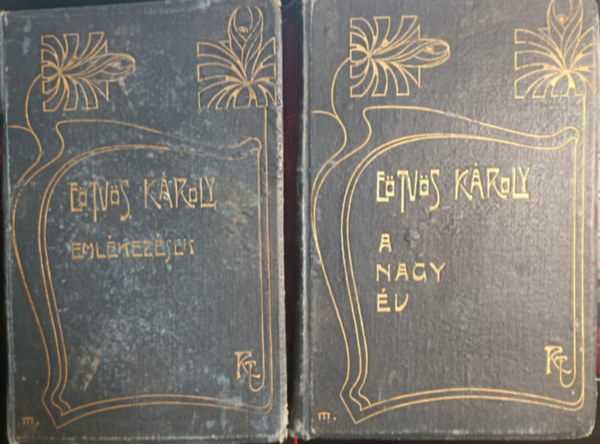 EÖTVÖS KÁROLY
EMLÉKEZÉSEK
m.
EÖTVÖS KÁROLY
A
NAGY
ÉV
m.